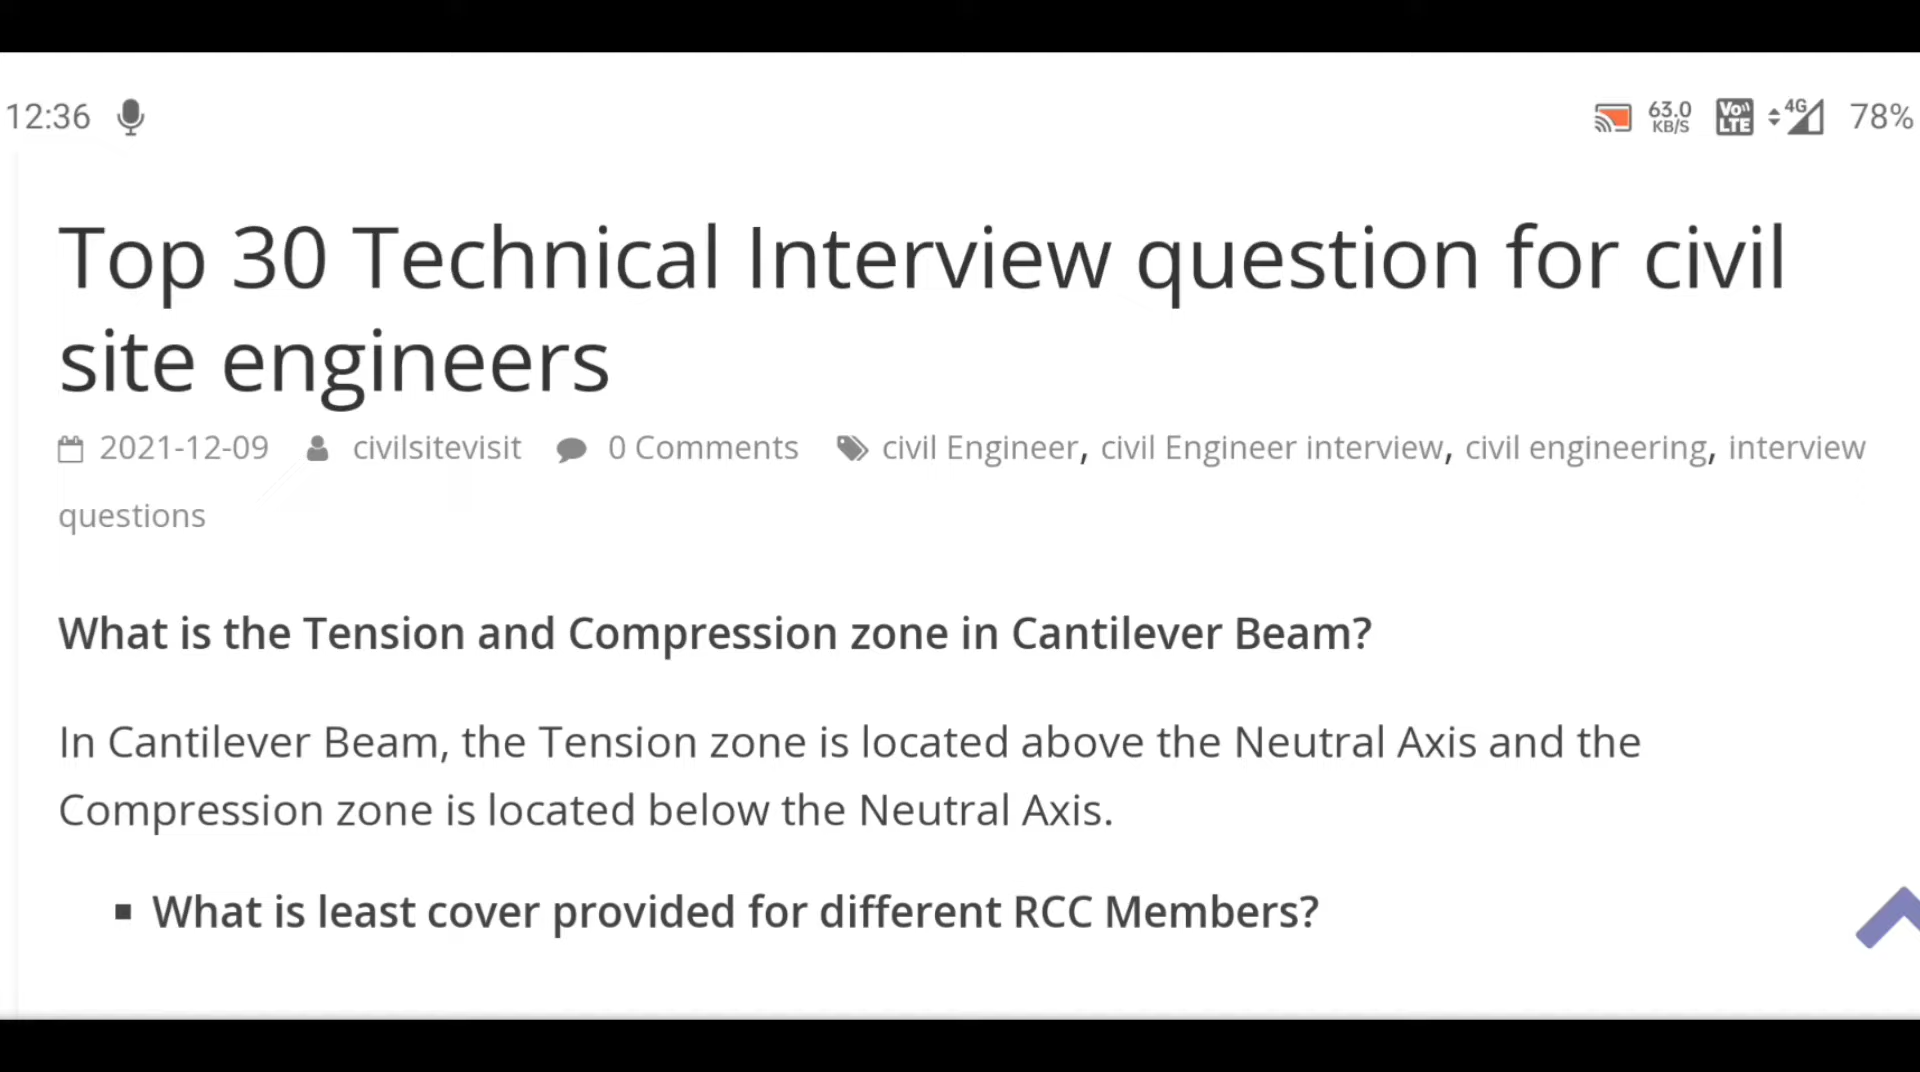 12:36
63.0 KB/S VoLTE 4G 78%
Top 30 Technical Interview question for civil
site engineers
2021-12-09 civilsitevisit 0 Comments civil Engineer, civil Engineer interview, civil engineering, interview
questions
What is the Tension and Compression zone in Cantilever Beam?
In Cantilever Beam, the Tension zone is located above the Neutral Axis and the
Compression zone is located below the Neutral Axis.
▪ What is least cover provided for different RCC Members?